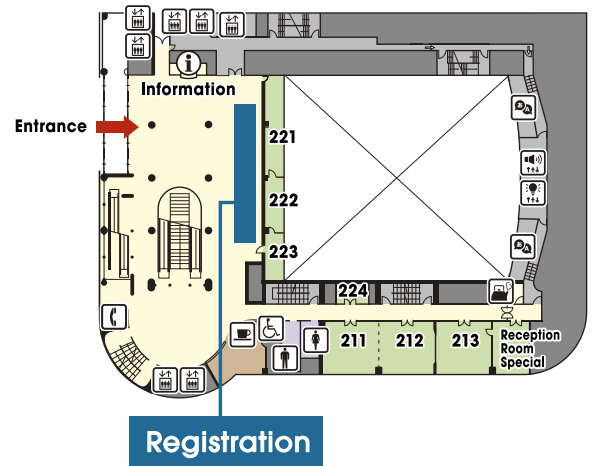 i
Information
Entrance
221
222
223
224
211
212
213
Reception
Room
Special
Registration